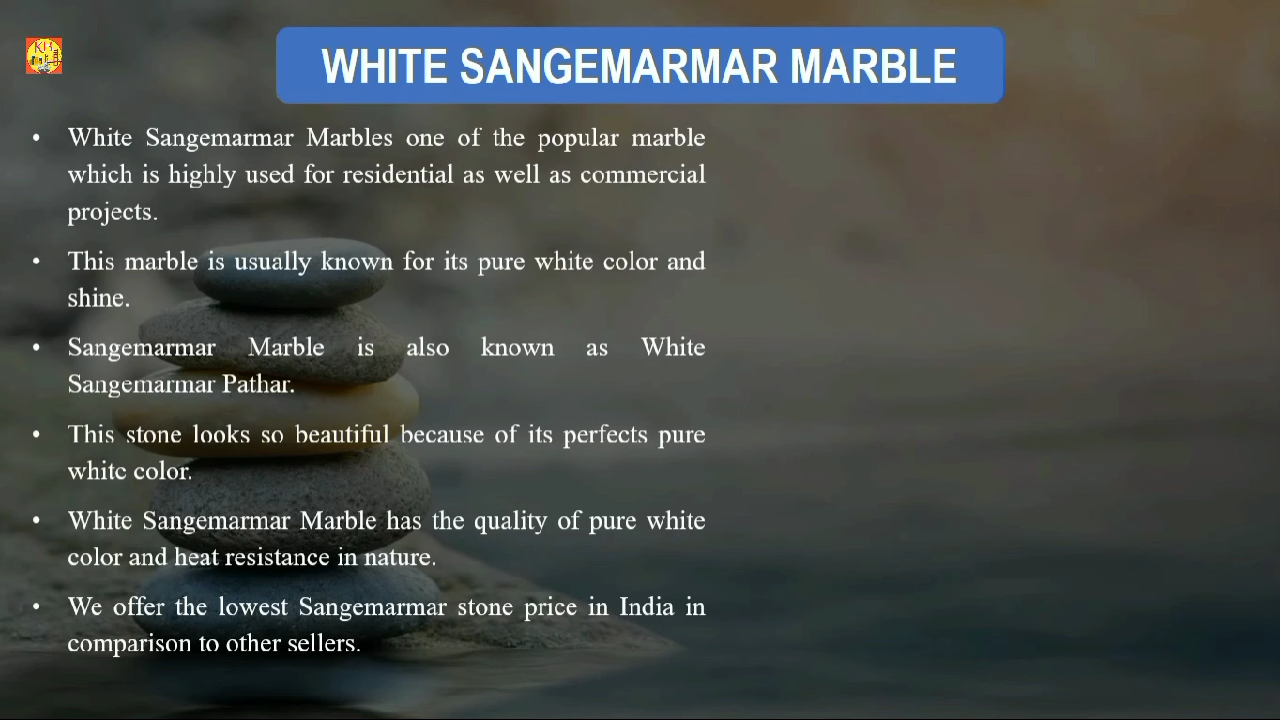 KB
WHITE SANGEMARMAR MARBLE
• White Sangemarmar Marbles one of the popular marble
which is highly used for residential as well as commercial
projects.
• This marble is usually known for its pure white color and
shine.
• Sangemarmar Marble is also known as White
Sangemarmar Pathar.
• This stone looks so beautiful because of its perfects pure
white color.
• White Sangemarmar Marble has the quality of pure white
color and heat resistance in nature.
• We offer the lowest Sangemarmar stone price in India in
comparison to other sellers.